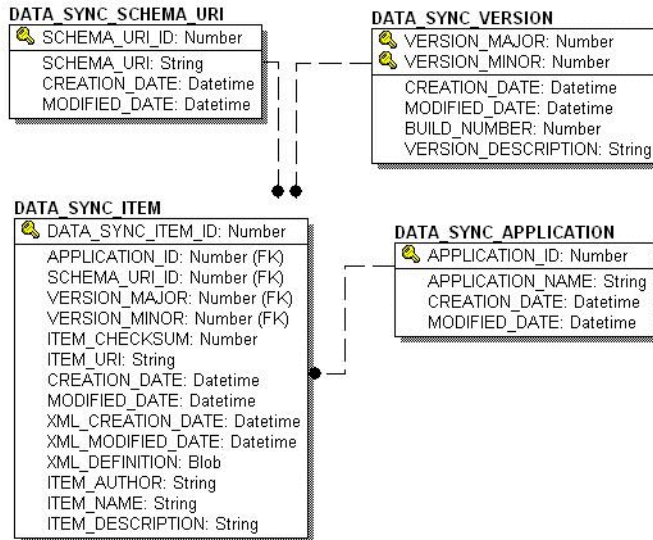 DATA_SYNC_SCHEMA_URI
SCHEMA_URI_ID: Number
SCHEMA_URI: String
CREATION_DATE: Datetime
MODIFIED_DATE: Datetime
DATA_SYNC_VERSION
VERSION_MAJOR: Number
VERSION_MINOR: Number
CREATION_DATE: Datetime
MODIFIED_DATE: Datetime
BUILD_NUMBER: Number
VERSION_DESCRIPTION: String
DATA_SYNC_ITEM
DATA_SYNC_ITEM_ID: Number
APPLICATION_ID: Number (FK)
SCHEMA_URI_ID: Number (FK)
VERSION_MAJOR: Number (FK)
VERSION_MINOR: Number (FK)
ITEM_CHECKSUM: Number
ITEM_URI: String
CREATION_DATE: Datetime
MODIFIED_DATE: Datetime
XML_CREATION_DATE: Datetime
XML_MODIFIED_DATE: Datetime
XML_DEFINITION: Blob
ITEM_AUTHOR: String
ITEM_NAME: String
ITEM_DESCRIPTION: String
DATA_SYNC_APPLICATION
APPLICATION_ID: Number
APPLICATION_NAME: String
CREATION_DATE: Datetime
MODIFIED_DATE: Datetime